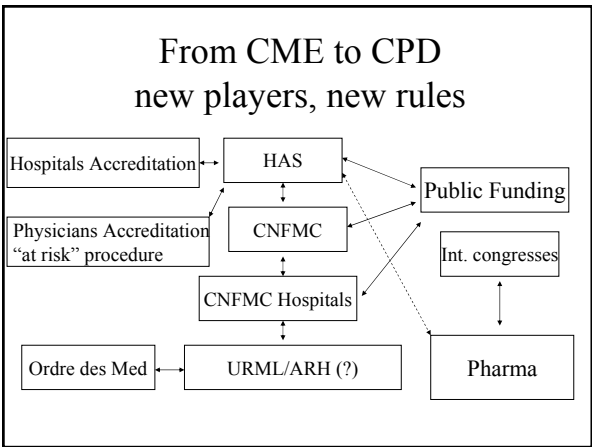 From CME to CPD
new players, new rules
Hospitals Accreditation
HAS
Public Funding
Physicians Accreditation
“at risk” procedure
CNFMC
Int. congresses
CNFMC Hospitals
Ordre des Med
URML/ARH (?)
Pharma